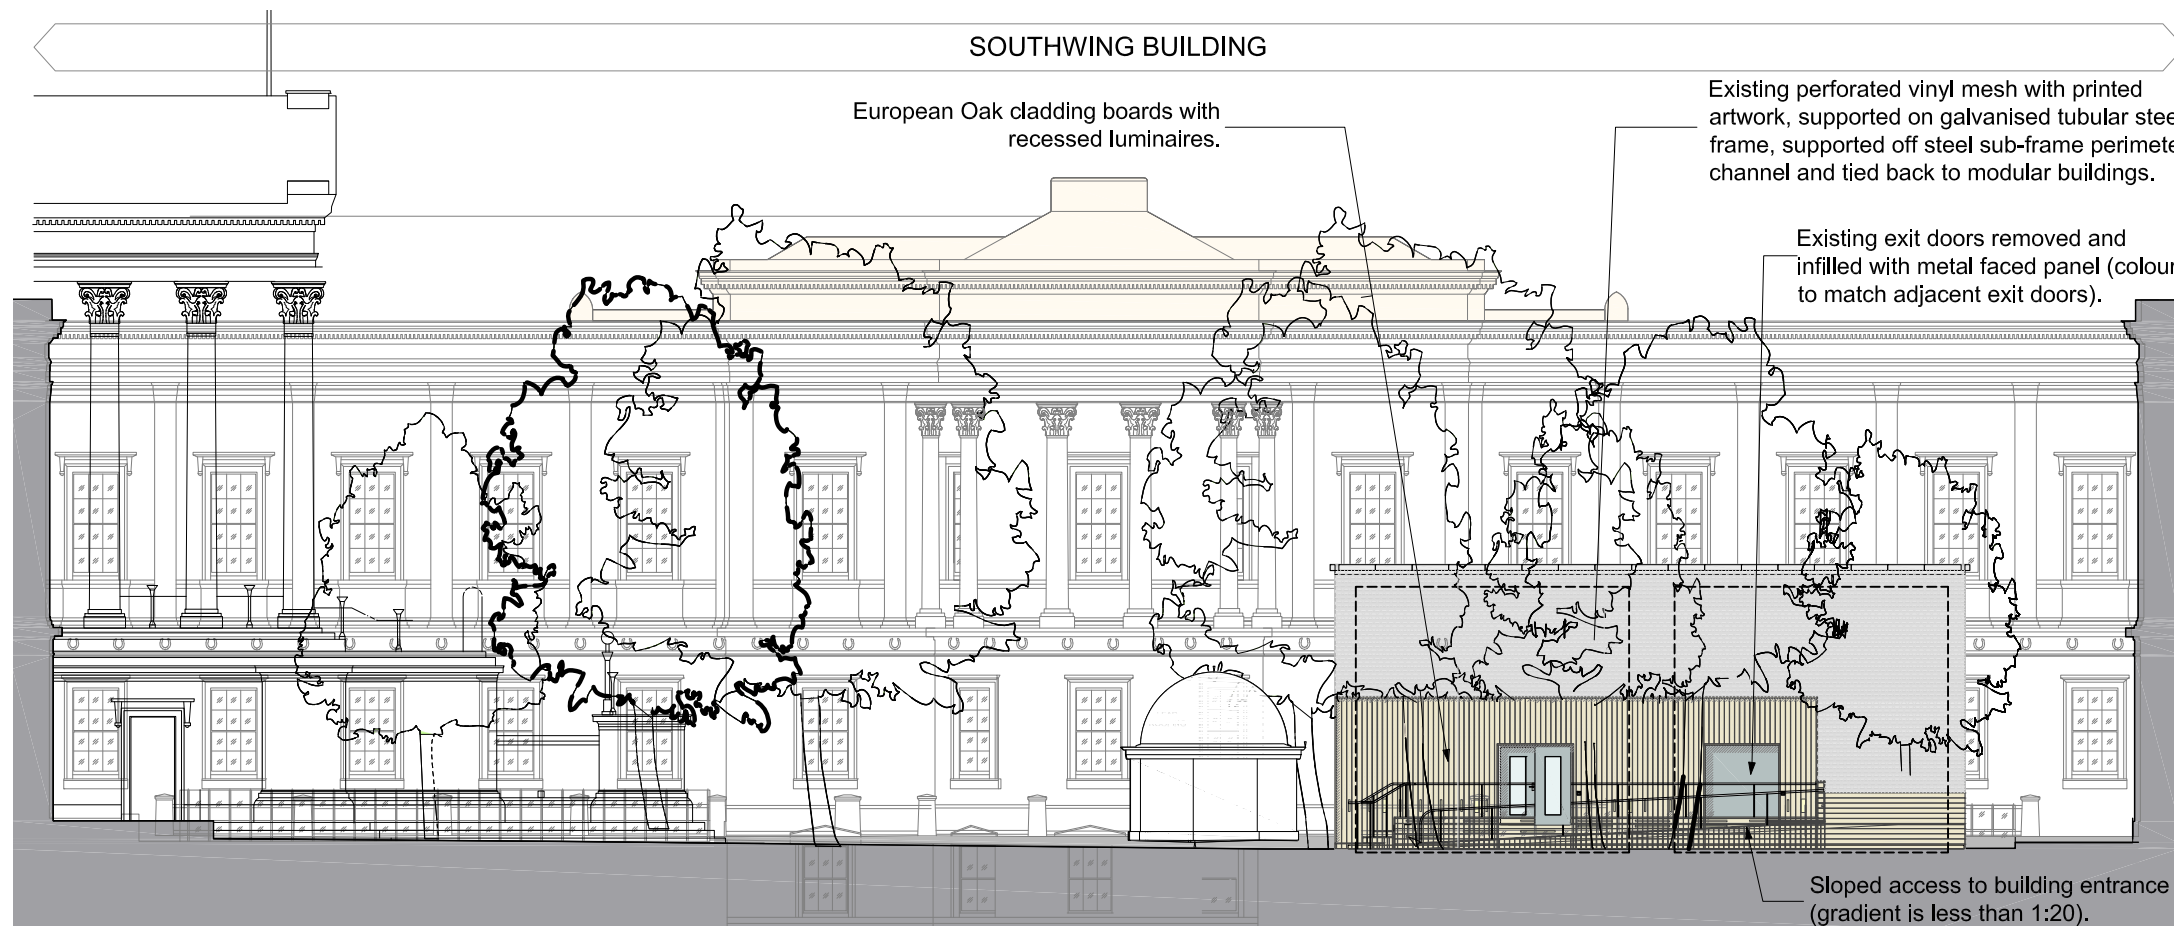 SOUTHWING BUILDING
European Oak cladding boards with
recessed luminaires.
Existing perforated vinyl mesh with printed
artwork, supported on galvanised tubular stee
frame, supported off steel sub-frame perimete
channel and tied back to modular buildings.
Existing exit doors removed and
infilled with metal faced panel (colour
to match adjacent exit doors).
Sloped access to building entrance
(gradient is less than 1:20).